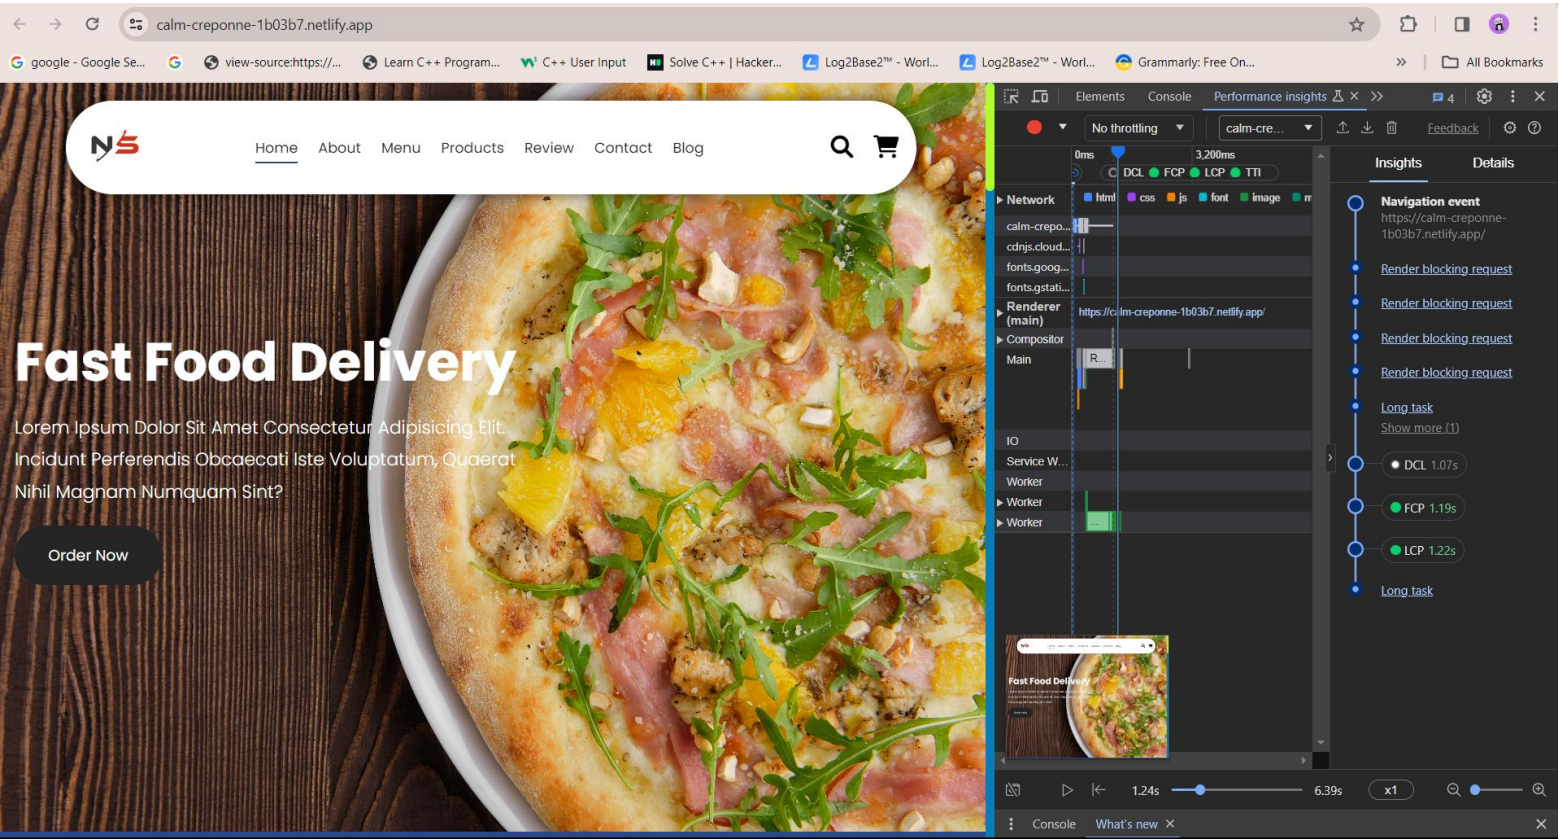 calm-creponne-1b03b7.netlify.app
google - Google Se...
view-source:https://...
Learn C++ Program...
C++ User Input
Solve C++ | Hacker...
Log2Base2™ - Worl...
Log2Base2™ - Worl...
Grammarly: Free On...
All Bookmarks
NS
Home About Menu Products Review Contact Blog
Fast Food Delivery
Lorem Ipsum Dolor Sit Amet Consectetur Adipisicing Elit.
Incidunt Perferendis Obcaecati Iste Voluptatum, Quaerat
Nihil Magnam Numquam Sint?
Order Now
Elements Console Performance insights 4
No throttling calm-cre... Feedback
0ms 3,200ms
DCL FCP LCP TTI
Network html css js font image m
calm-crepo...
cdnjs.cloud...
fonts.goog...
fonts.gstati...
Renderer
(main)
https://calm-creponne-1b03b7.netlify.app/
Compositor
Main R...
IO
Service W...
Worker
Worker
Worker ...
Fast Food Delivery
Insights Details
Navigation event
https://calm-creponne-
1b03b7.netlify.app/
Render blocking request
Render blocking request
Render blocking request
Render blocking request
Long task
Show more (1)
DCL 1.07s
FCP 1.19s
LCP 1.22s
Long task
1.24s 6.39s x1
Console What's new